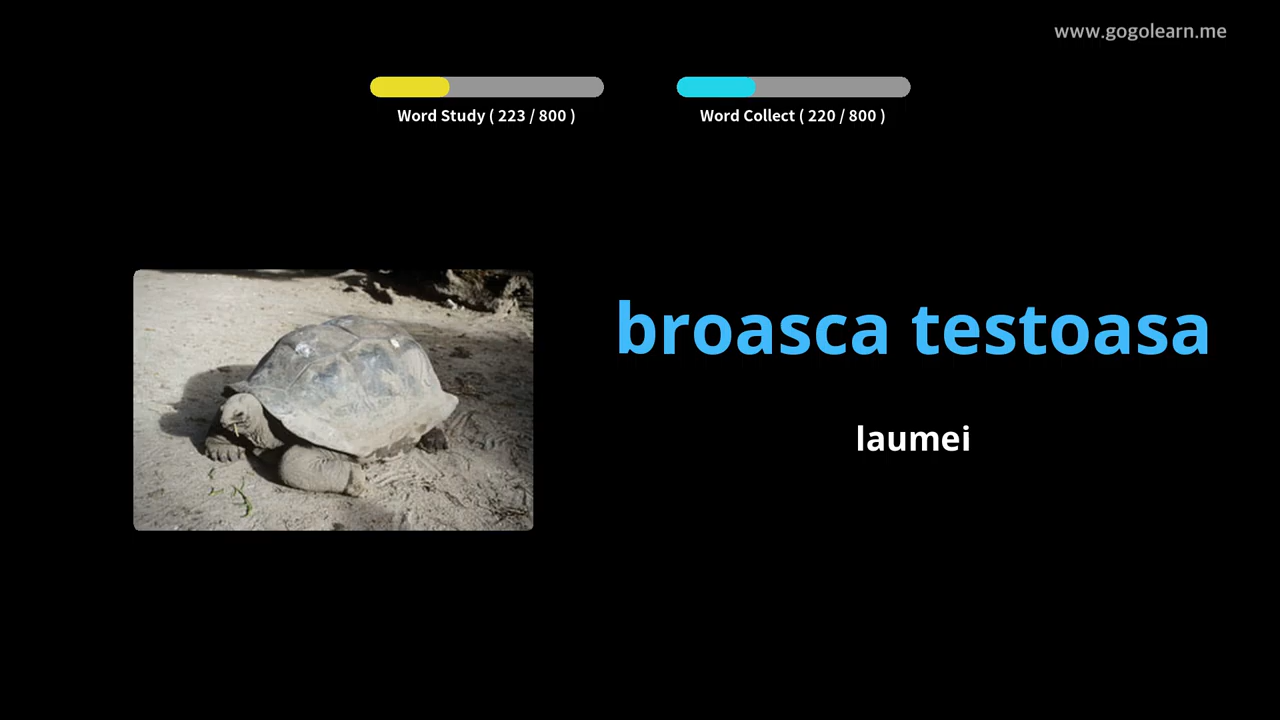 www.gogolearn.me
Word Study ( 223 / 800 )
Word Collect ( 220 / 800 )
broasca testoasa
laumei